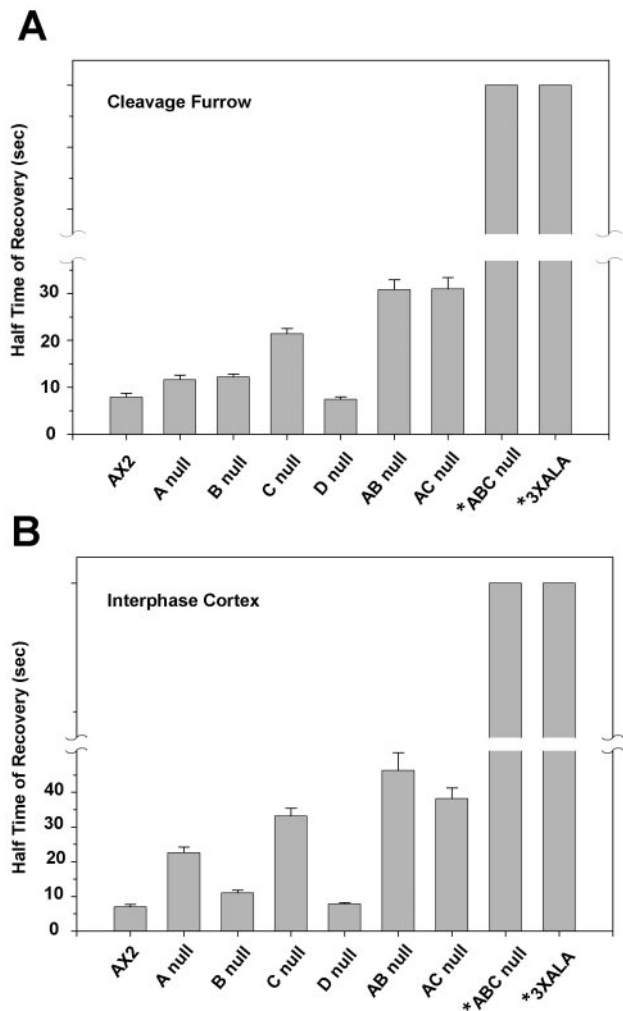 A
Cleavage Furrow
Half Time of Recovery (sec)
30
20
10
0
AX2
A null
B null
C null
D null
AB null
AC null
*ABC null
*3XALA
B
Interphase Cortex
Half Time of Recovery (sec)
40
30
20
10
0
AX2
A null
B null
C null
D null
AB null
AC null
*ABC null
*3XALA